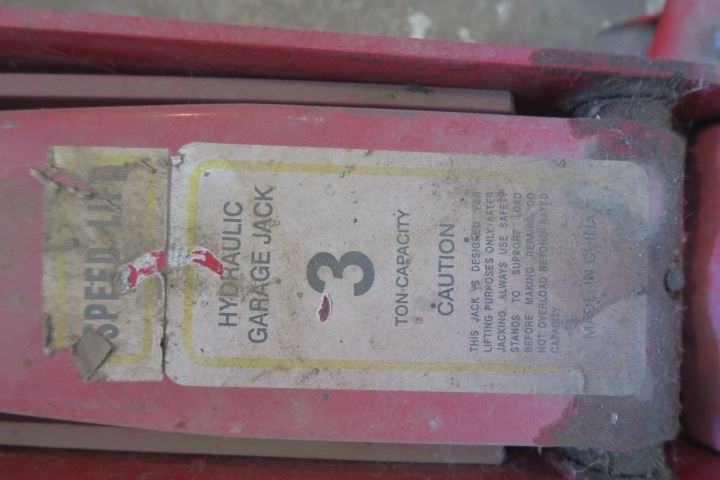 SPEED LIFT
HYDRAULIC
GARAGE JACK
3
TON-CAPACITY
CAUTION
THIS JACK IS DESIGNED FOR
LIFTING PURPOSES ONLY. AFTER
JACKING, ALWAYS USE SAFETY
STANDS TO SUPPORT LOAD
BEFORE MAKING REPAIRS. DO
NOT OVERLOAD BEYOND RATED
CAPACITY
MADE IN CHINA